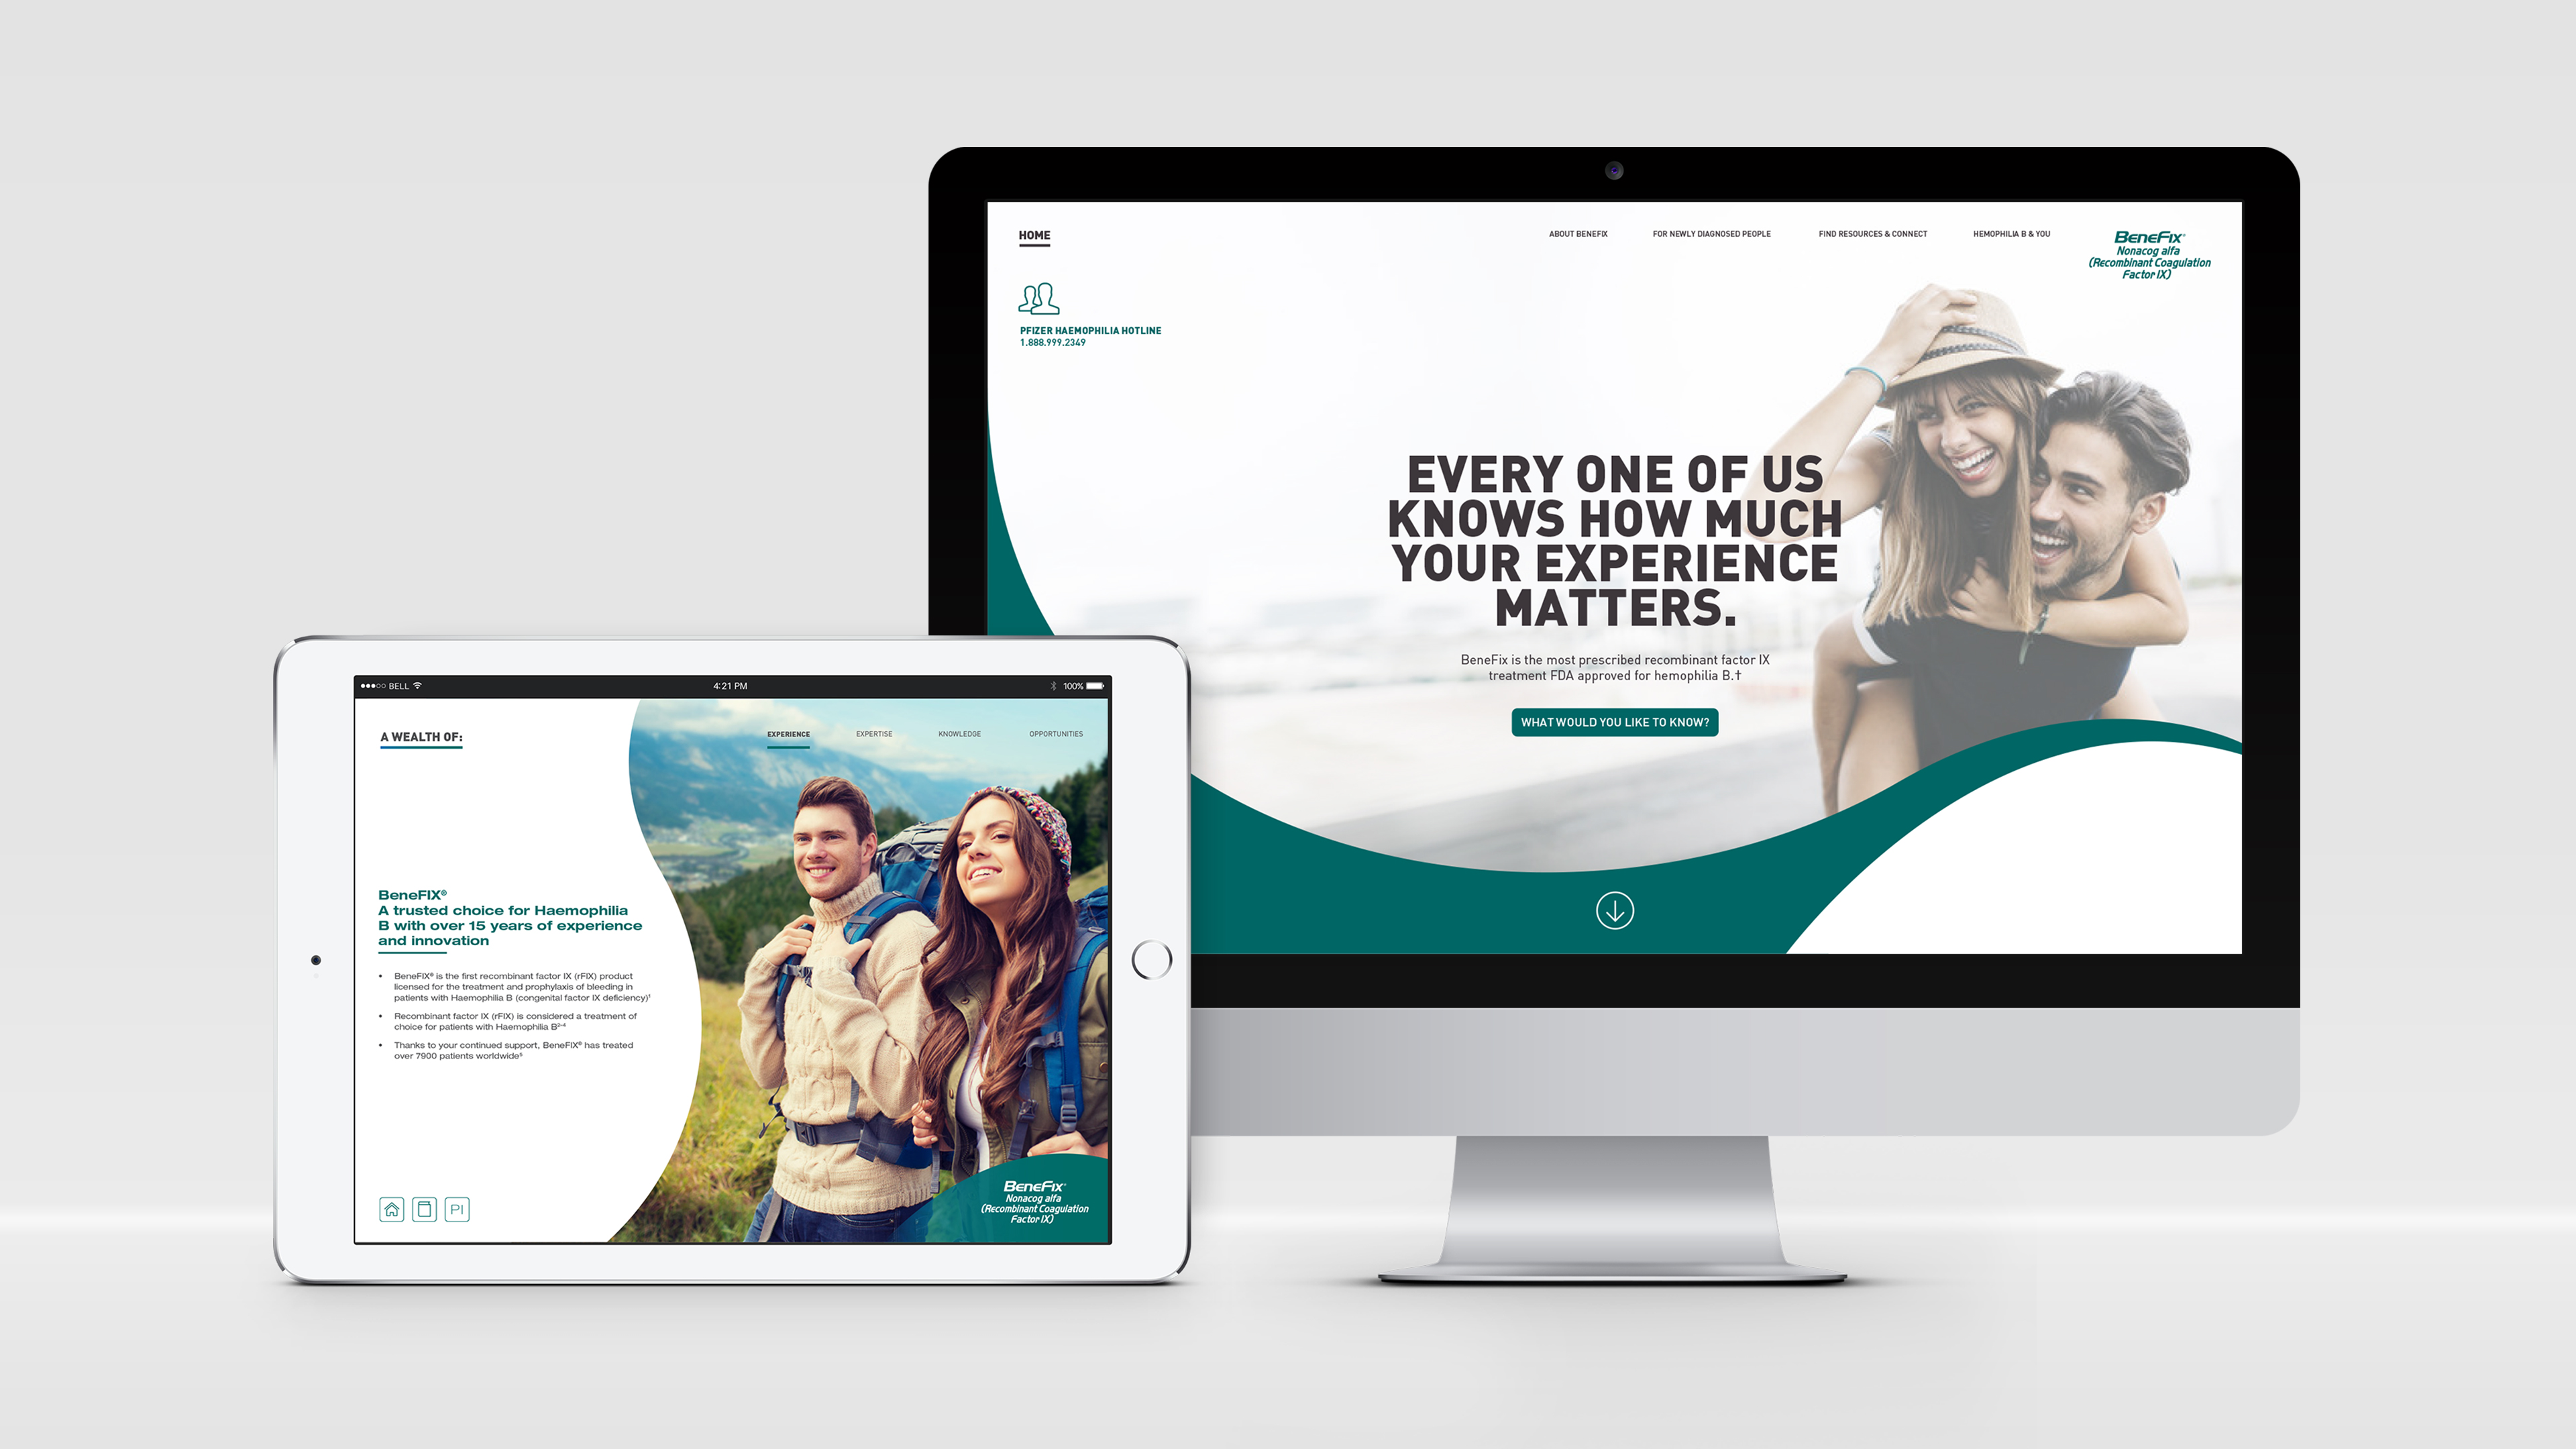 HOME
ABOUT BENEFIX
FOR NEWLY DIAGNOSED PEOPLE
FIND RESOURCES & CONNECT
HEMOPHILIA B & YOU
BeneFix®
Nonacog alfa
(Recombinant Coagulation
Factor IX)
PFIZER HAEMOPHILIA HOTLINE
1.888.999.2349
EVERY ONE OF US
KNOWS HOW MUCH
YOUR EXPERIENCE
MATTERS.
BeneFix is the most prescribed recombinant factor IX
treatment FDA approved for hemophilia B.†
WHAT WOULD YOU LIKE TO KNOW?
BELL
4:21 PM
100%
A WEALTH OF:
EXPERIENCE
EXPERTISE
KNOWLEDGE
OPPORTUNITIES
BeneFIX®
A trusted choice for Haemophilia
B with over 15 years of experience
and innovation
• BeneFIX® is the first recombinant factor IX (rFIX) product
licensed for the treatment and prophylaxis of bleeding in
patients with Haemophilia B (congenital factor IX deficiency)¹
• Recombinant factor IX (rFIX) is considered a treatment of
choice for patients with Haemophilia B²⁻⁴
• Thanks to your continued support, BeneFIX® has treated
over 7900 patients worldwide⁵
PI
BeneFix®
Nonacog alfa
(Recombinant Coagulation
Factor IX)